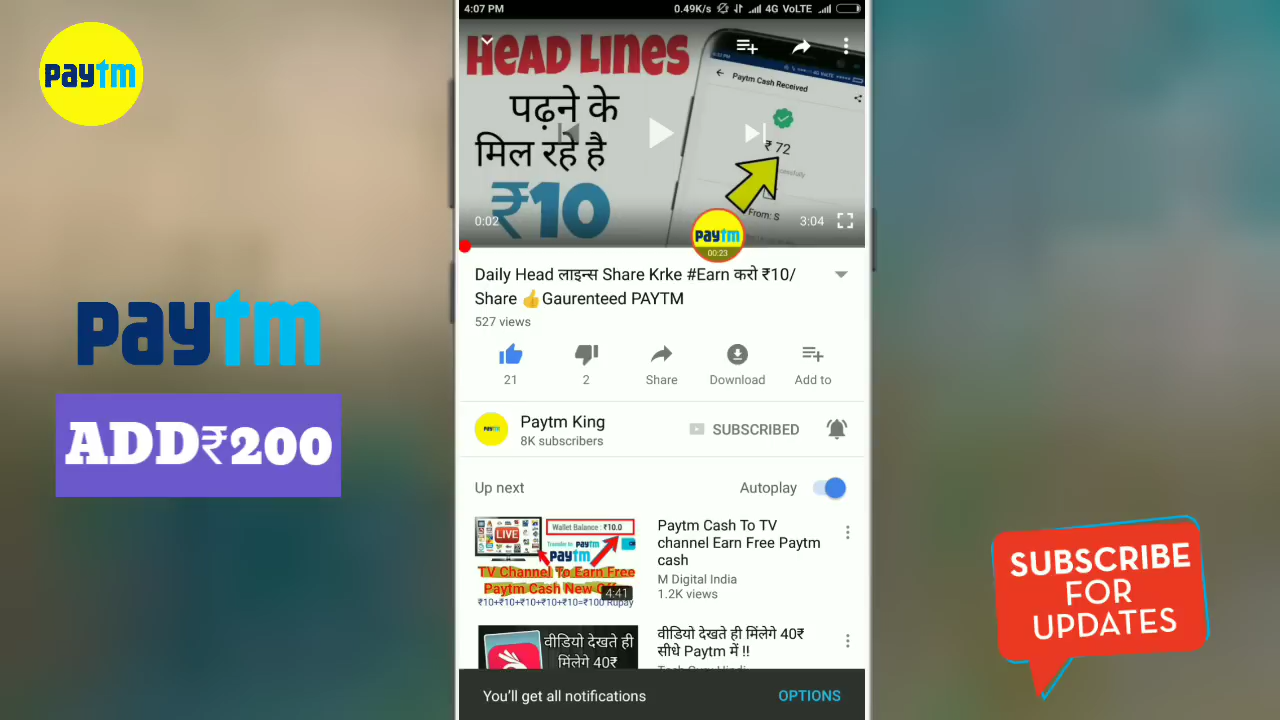 paytm
paytm
ADD₹200
4:07 PM
0.49K/s
4G VoLTE
HEAD LINES
पढ़ने के
मिल रहे है
₹10
Paytm Cash Received
₹ 72
From: S
0:02
3:04
paytm
00:23
Daily Head लाइन्स Share Krke #Earn करो ₹10/
Share 👍Gaurenteed PAYTM
527 views
21
2
Share
Download
Add to
Paytm King
8K subscribers
SUBSCRIBED
Up next
Autoplay
LIVE
Wallet Balance : ₹10.0
Transfer to paytm
paytm
TV Channel To Earn Free
Paytm Cash New
4:41
₹10+₹10+₹10+₹10+₹10=₹100 Rupay
Paytm Cash To TV
channel Earn Free Paytm
cash
M Digital India
1.2K views
वीडियो देखते ही
मिंलेगे 40₹
वीडियो देखते ही मिंलेगे 40₹
सीधे Paytm में !!
You'll get all notifications
OPTIONS
SUBSCRIBE
FOR
UPDATES